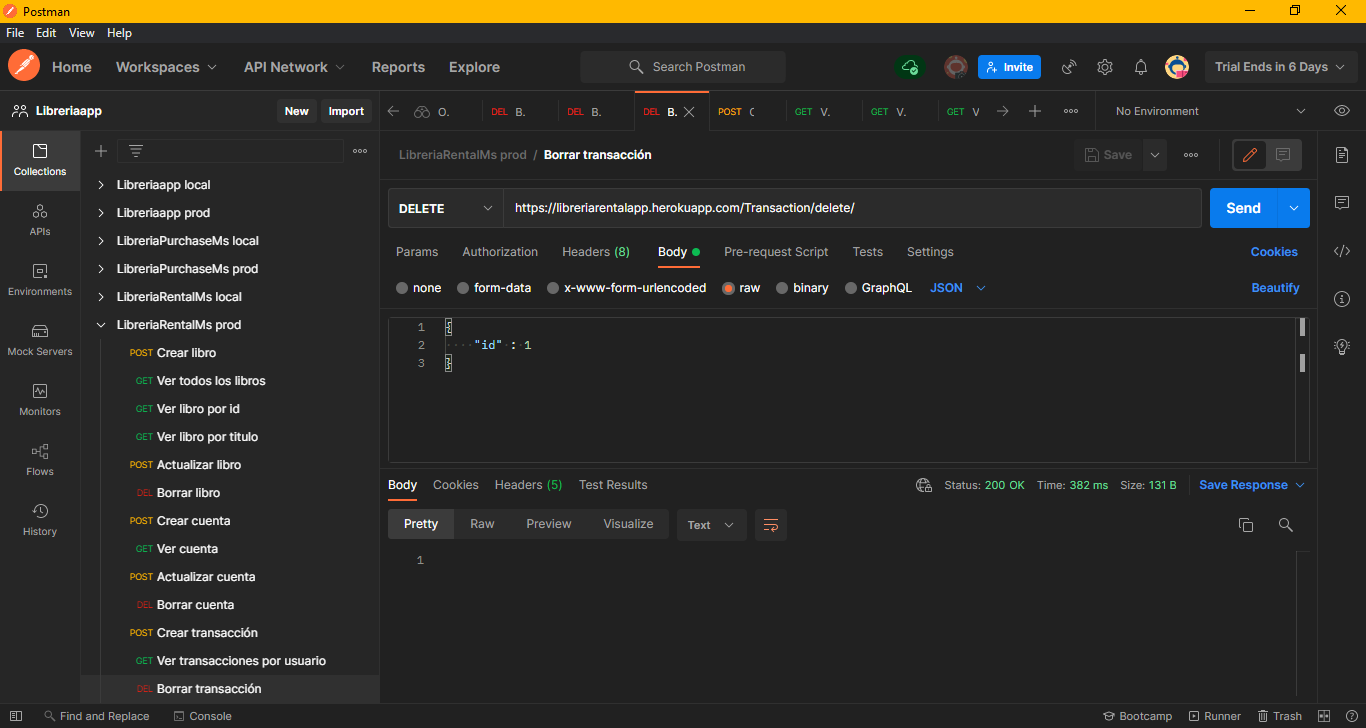 Postman
File Edit View Help
Home Workspaces API Network Reports Explore Search Postman Invite Trial Ends in 6 Days
Libreriaapp New Import
O. DEL B. DEL B. DEL B. POST GET V. GET V. GET V No Environment
Collections
APIs
Environments
Mock Servers
Monitors
Flows
History
Libreriaapp local
Libreriaapp prod
LibreriaPurchaseMs local
LibreriaPurchaseMs prod
LibreriaRentalMs local
LibreriaRentalMs prod
POST Crear libro
GET Ver todos los libros
GET Ver libro por id
GET Ver libro por titulo
POST Actualizar libro
DEL Borrar libro
POST Crear cuenta
GET Ver cuenta
POST Actualizar cuenta
DEL Borrar cuenta
POST Crear transacción
GET Ver transacciones por usuario
DEL Borrar transacción
LibreriaRentalMs prod / Borrar transacción Save
DELETE https://libreriarentalapp.herokuapp.com/Transaction/delete/ Send
Params Authorization Headers (8) Body Pre-request Script Tests Settings Cookies
none form-data x-www-form-urlencoded raw binary GraphQL JSON Beautify
1 {
2 "id" : 1
3 }
Body Cookies Headers (5) Test Results Status: 200 OK Time: 382 ms Size: 131 B Save Response
Pretty Raw Preview Visualize Text
1
Find and Replace Console Bootcamp Runner Trash